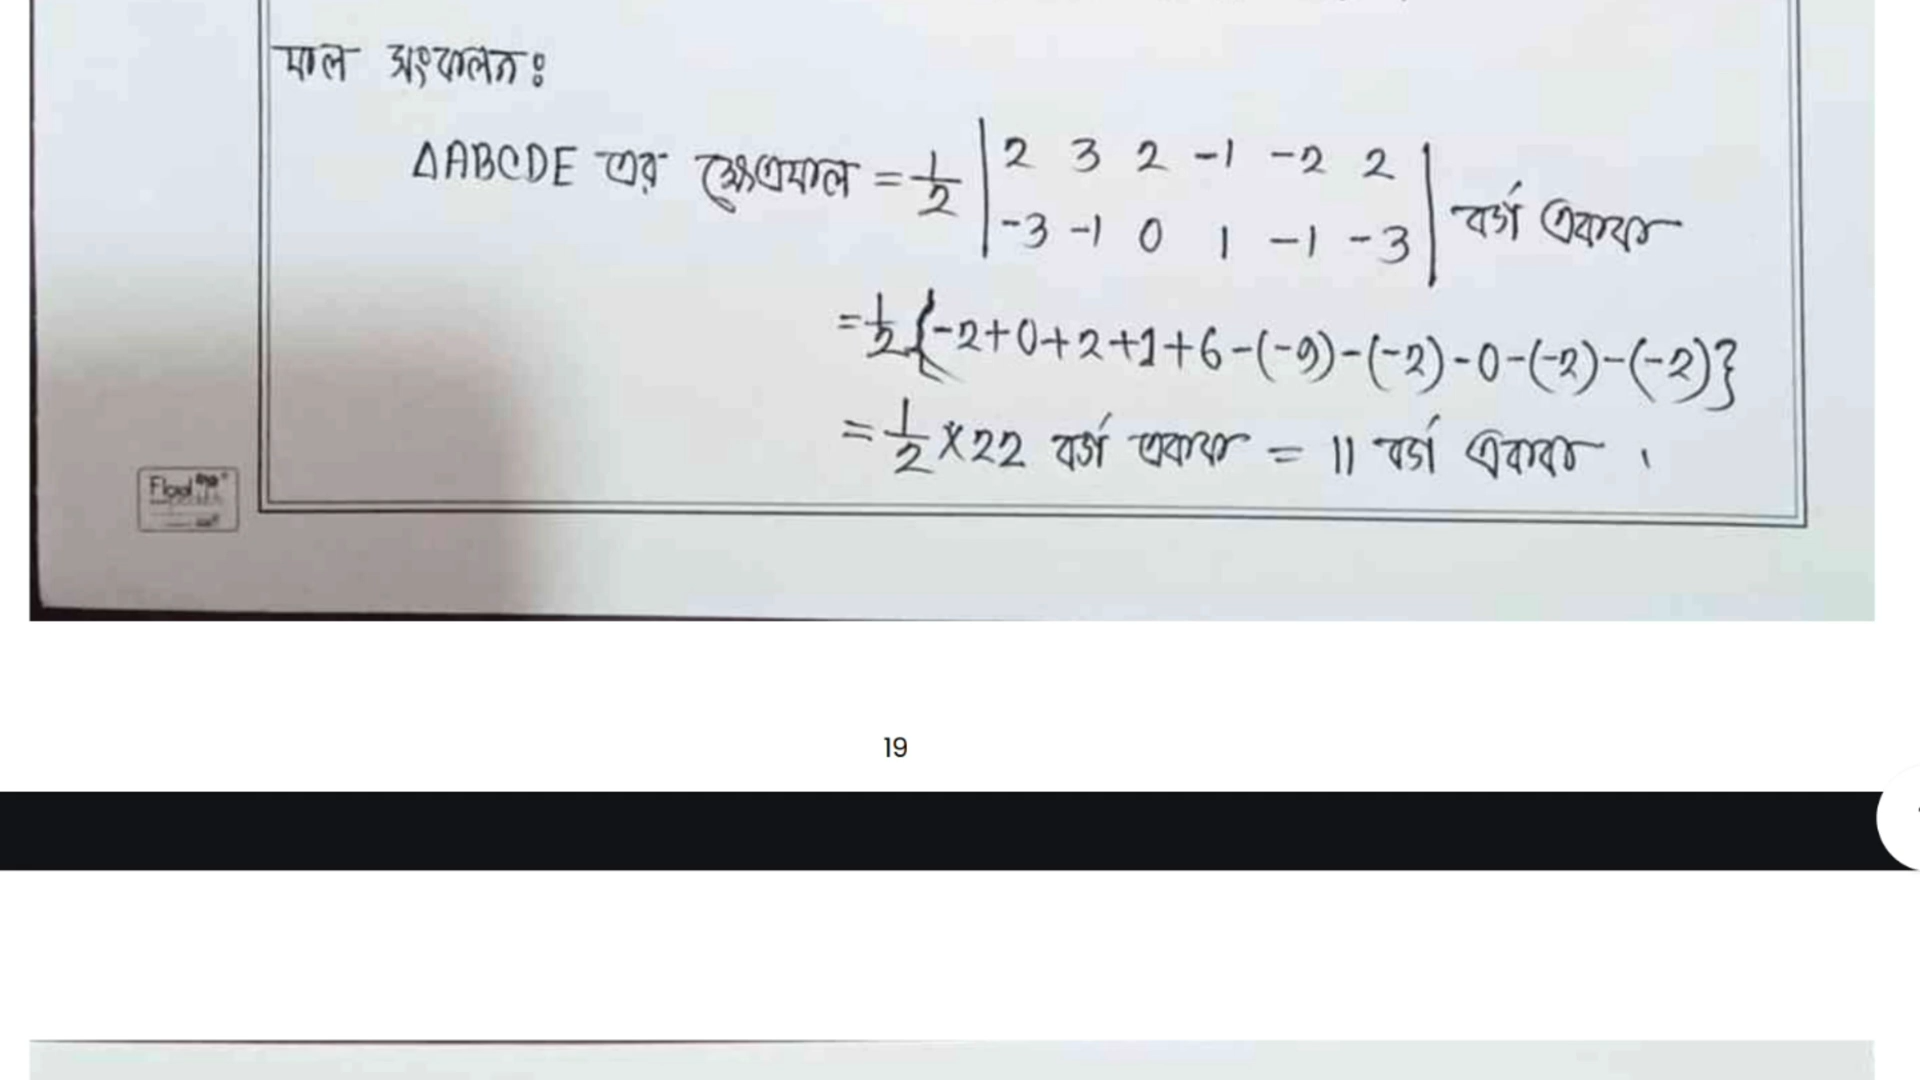 ফল সংকলনঃ
ΔABCDE এর ক্ষেত্রফল = 1/2 | 2 3 2 -1 -2 2 | বর্গ একক
-3 -1 0 1 -1 -3
= 1/2 {-2+0+2+1+6-(-9)-(-2)-0-(-2)-(-2)}
= 1/2 × 22 বর্গ একক = 11 বর্গ একক ।
19